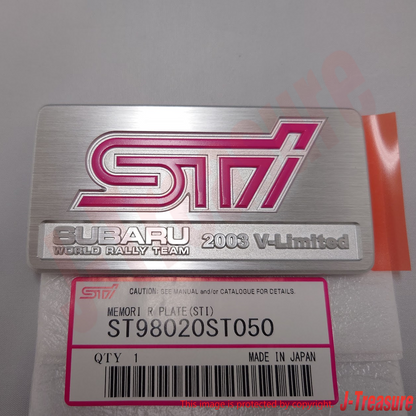 STi
SUBARU
WORLD RALLY TEAM
2003 V-Limited
STi
CAUTION: SEE MANUAL and/or CATALOGUE FOR DETAILS.
MEMORI R/PLATE(STI)
ST98020ST050
QTY 1
MADE IN JAPAN
J-Treasure